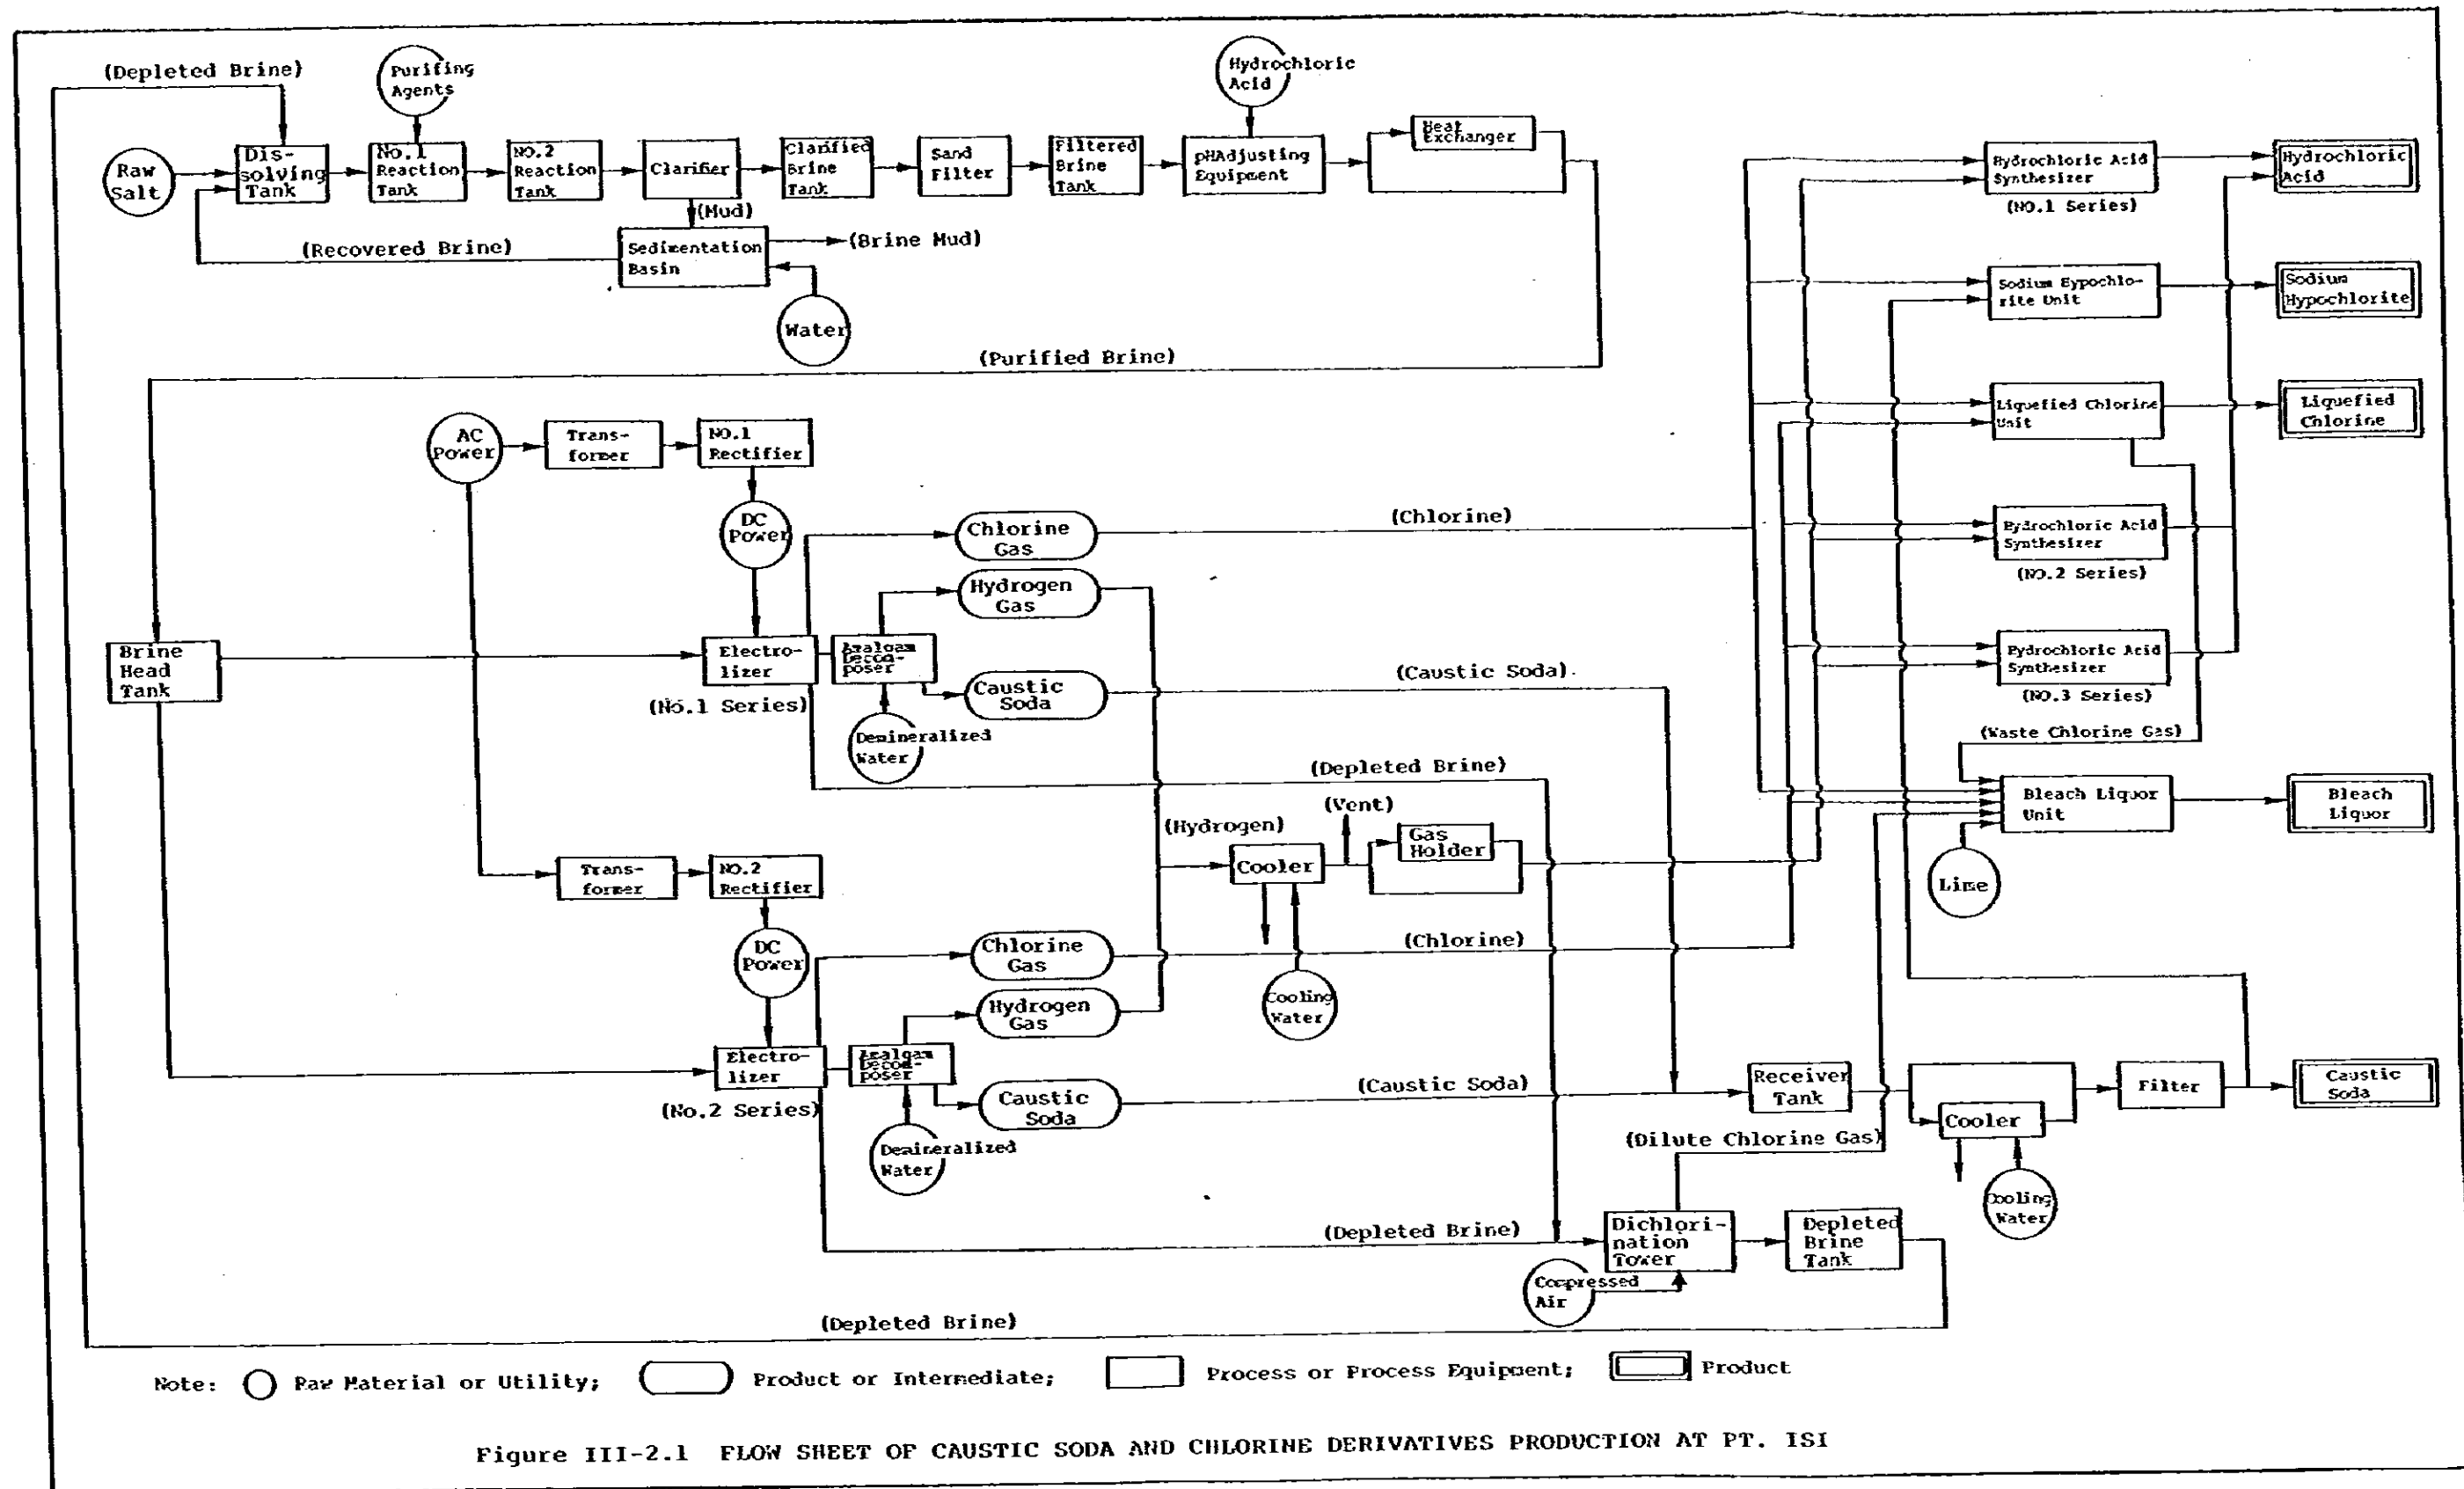 (Depleted Brine)
Purifing
Agents
Hydrochloric
Acid
Raw
Salt
Dis-
solving
Tank
No.1
Reaction
Tank
NO.2
Reaction
Tank
Clarifier
Clarified
Brine
Tank
Sand
Filter
Filtered
Brine
Tank
pHAdjusting
Equipment
Heat
Exchanger
(Mud)
Sedimentation
Basin
(Brine Mud)
(Recovered Brine)
Water
(Purified Brine)
Hydrochloric Acid
Synthesizer
(NO.1 Series)
Hydrochloric
Acid
Sodium Hypochlo-
rite Unit
Sodium
Hypochlorite
Liquefied Chlorine
Unit
Liquefied
Chlorine
Hydrochloric Acid
Synthesizer
(NO.2 Series)
Hydrochloric Acid
Synthesizer
(NO.3 Series)
(Waste Chlorine Gas)
Bleach Liquor
Unit
Bleach
Liquor
Lime
AC
Power
Trans-
former
NO.1
Rectifier
DC
Power
Chlorine
Gas
(Chlorine)
Hydrogen
Gas
Brine
Head
Tank
Electro-
lizer
(No.1 Series)
Amalgam
Decom-
poser
Caustic
Soda
(Caustic Soda)
Demineralized
Water
(Depleted Brine)
(Vent)
(Hydrogen)
Cooler
Gas
Holder
Cooling
Water
Trans-
former
NO.2
Rectifier
DC
Power
Chlorine
Gas
(Chlorine)
Hydrogen
Gas
Electro-
lizer
(No.2 Series)
Amalgam
Decom-
poser
Caustic
Soda
(Caustic Soda)
Demineralized
Water
Receiver
Tank
Cooler
Filter
Caustic
Soda
Cooling
Water
(Dilute Chlorine Gas)
(Depleted Brine)
Dichlori-
nation
Tower
Depleted
Brine
Tank
Compressed
Air
(Depleted Brine)
Note: Raw Material or Utility; Product or Intermediate; Process or Process Equipment; Product
Figure III-2.1 FLOW SHEET OF CAUSTIC SODA AND CHLORINE DERIVATIVES PRODUCTION AT PT. ISI